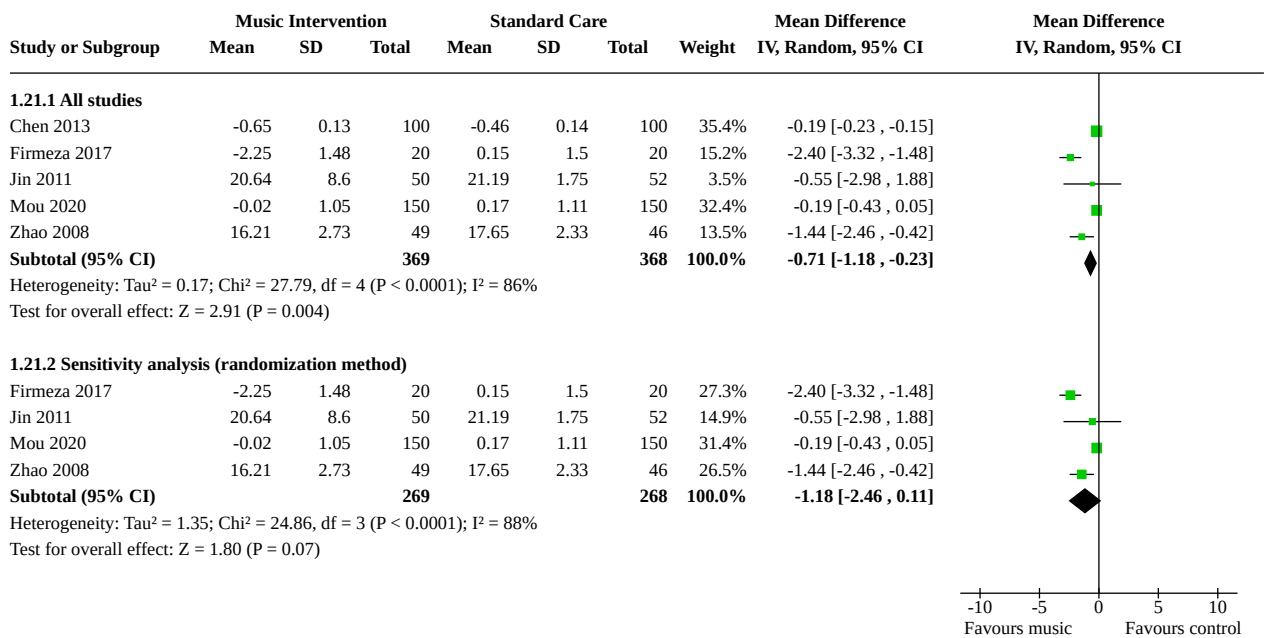 Music Intervention Standard Care Mean Difference Mean Difference
Study or Subgroup Mean SD Total Mean SD Total Weight IV, Random, 95% CI IV, Random, 95% CI
1.21.1 All studies
Chen 2013 -0.65 0.13 100 -0.46 0.14 100 35.4% -0.19 [-0.23 , -0.15]
Firmeza 2017 -2.25 1.48 20 0.15 1.5 20 15.2% -2.40 [-3.32 , -1.48]
Jin 2011 20.64 8.6 50 21.19 1.75 52 3.5% -0.55 [-2.98 , 1.88]
Mou 2020 -0.02 1.05 150 0.17 1.11 150 32.4% -0.19 [-0.43 , 0.05]
Zhao 2008 16.21 2.73 49 17.65 2.33 46 13.5% -1.44 [-2.46 , -0.42]
Subtotal (95% CI) 369 368 100.0% -0.71 [-1.18 , -0.23]
Heterogeneity: Tau² = 0.17; Chi² = 27.79, df = 4 (P < 0.0001); I² = 86%
Test for overall effect: Z = 2.91 (P = 0.004)
1.21.2 Sensitivity analysis (randomization method)
Firmeza 2017 -2.25 1.48 20 0.15 1.5 20 27.3% -2.40 [-3.32 , -1.48]
Jin 2011 20.64 8.6 50 21.19 1.75 52 14.9% -0.55 [-2.98 , 1.88]
Mou 2020 -0.02 1.05 150 0.17 1.11 150 31.4% -0.19 [-0.43 , 0.05]
Zhao 2008 16.21 2.73 49 17.65 2.33 46 26.5% -1.44 [-2.46 , -0.42]
Subtotal (95% CI) 269 268 100.0% -1.18 [-2.46 , 0.11]
Heterogeneity: Tau² = 1.35; Chi² = 24.86, df = 3 (P < 0.0001); I² = 88%
Test for overall effect: Z = 1.80 (P = 0.07)
-10 -5 0 5 10
Favours music Favours control